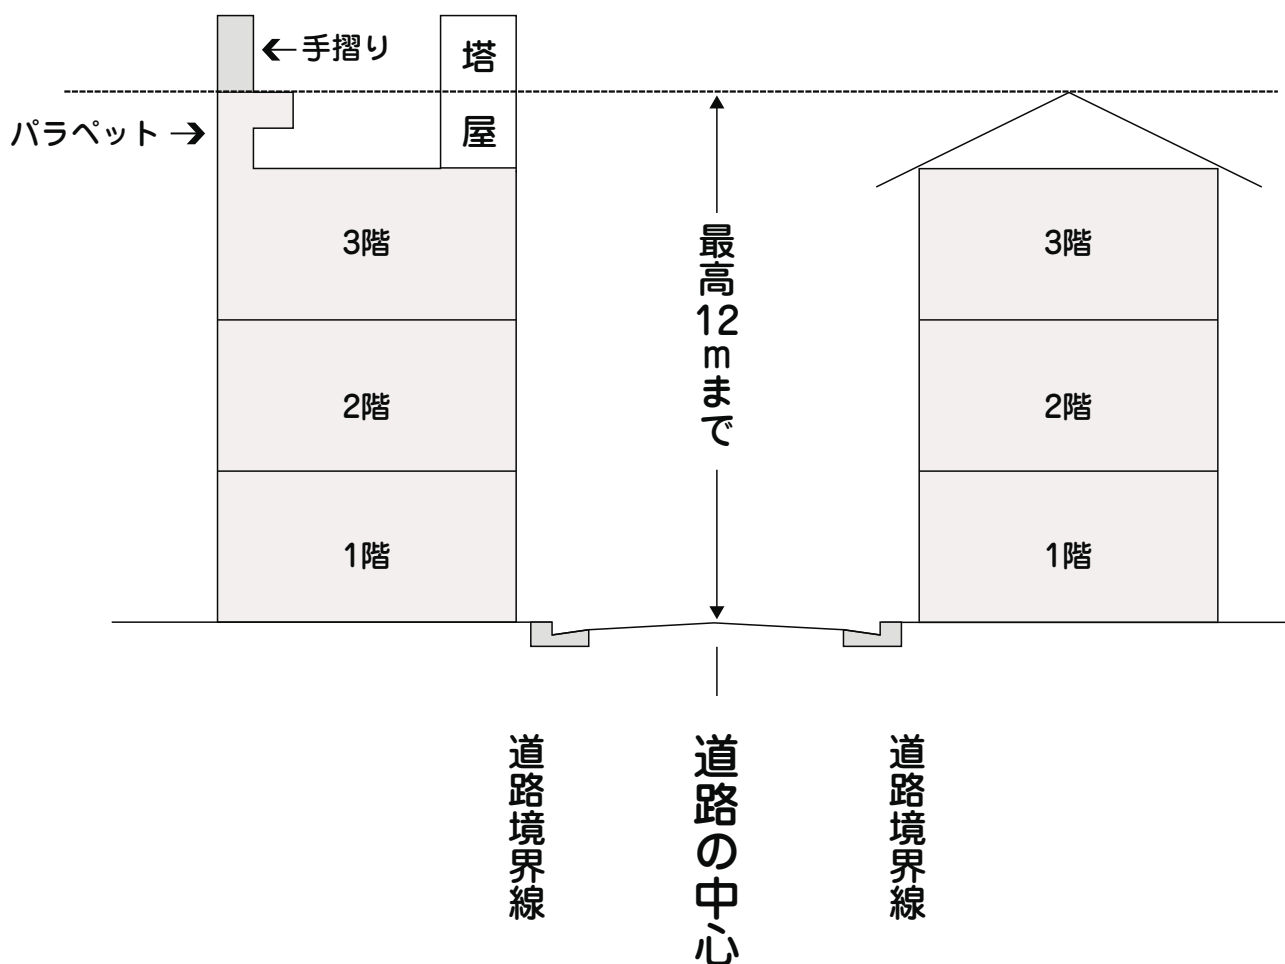 手摺り
塔屋
パラペット
3階
2階
1階
最高12mまで
3階
2階
1階
道路境界線
道路の中心
道路境界線